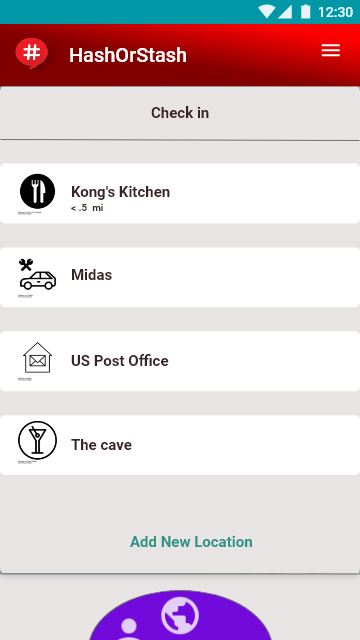 12:30
#
HashOrStash
Check in
Kong's Kitchen
< .5 mi
Midas
US Post Office
The cave
Add New Location